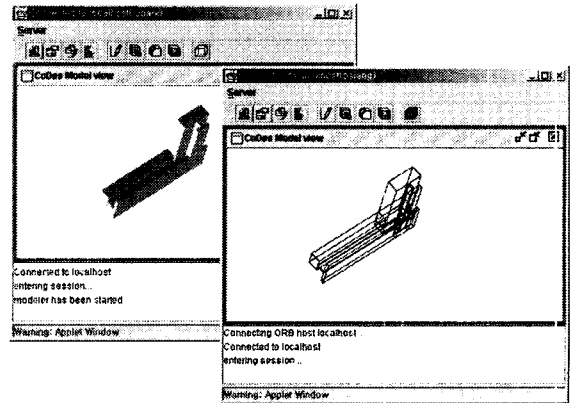 Server
CoDes Model view
Connected to localhost
entering session...
modeler has been started
Warning: Applet Window
Server
CoDes Model view
Connecting ORB host localhost
Connected to localhost
entering session...
Warning: Applet Window